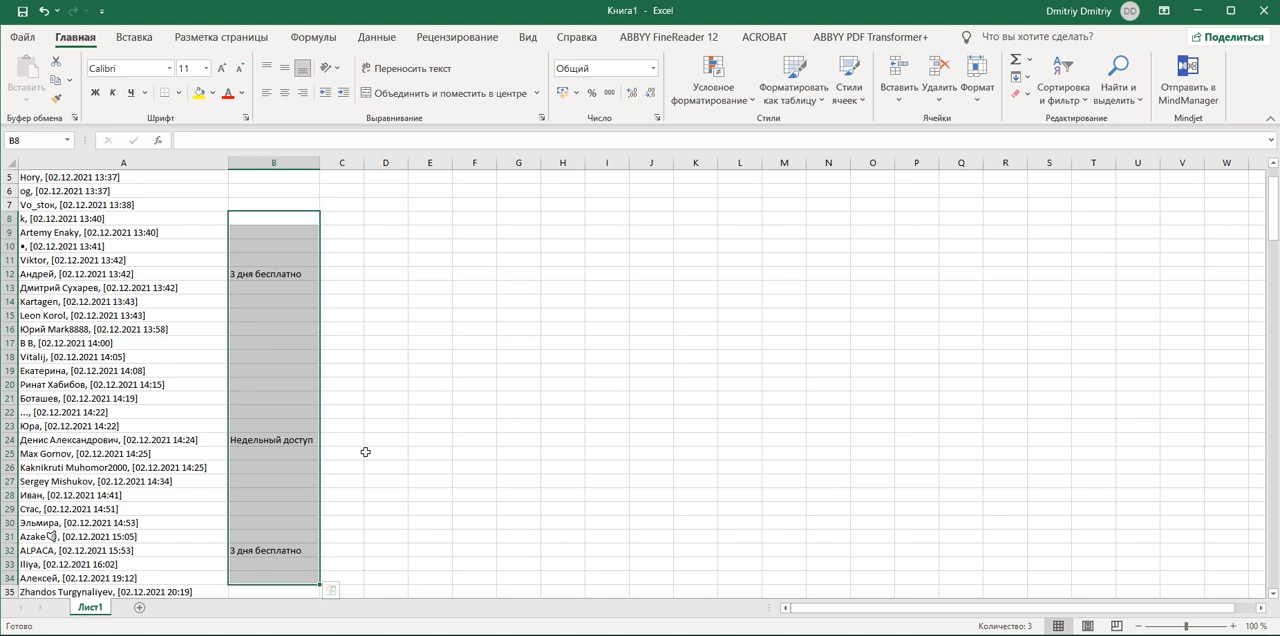 Книга1 - Excel
Dmitriy Dmitriy DD
Файл Главная Вставка Разметка страницы Формулы Данные Рецензирование Вид Справка ABBYY FineReader 12 ACROBAT ABBYY PDF Transformer+ Что вы хотите сделать? Поделиться
Вставить
Буфер обмена
Calibri 11
Ж К Ч
Шрифт
Переносить текст
Объединить и поместить в центре
Выравнивание
Общий
% 000
Число
Условное форматирование
Форматировать как таблицу
Стили ячеек
Стили
Вставить Удалить Формат
Ячейки
Сортировка и фильтр
Найти и выделить
Редактирование
Отправить в MindManager
Mindjet
B8 fx
A B C D E F G H I J K L M N O P Q R S T U V W
5 Hory, [02.12.2021 13:37]
6 og, [02.12.2021 13:37]
7 Vo_stок, [02.12.2021 13:38]
8 k, [02.12.2021 13:40]
9 Artemy Enaky, [02.12.2021 13:40]
10 •, [02.12.2021 13:41]
11 Viktor, [02.12.2021 13:42]
12 Андрей, [02.12.2021 13:42] 3 дня бесплатно
13 Дмитрий Сухарев, [02.12.2021 13:42]
14 Kartagen, [02.12.2021 13:43]
15 Leon Korol, [02.12.2021 13:43]
16 Юрий Mark8888, [02.12.2021 13:58]
17 В В, [02.12.2021 14:00]
18 Vitalij, [02.12.2021 14:05]
19 Екатерина, [02.12.2021 14:08]
20 Ринат Хабибов, [02.12.2021 14:15]
21 Боташев, [02.12.2021 14:19]
22 ..., [02.12.2021 14:22]
23 Юра, [02.12.2021 14:22]
24 Денис Александрович, [02.12.2021 14:24] Недельный доступ
25 Max Gornov, [02.12.2021 14:25]
26 Kaknikruti Muhomor2000, [02.12.2021 14:25]
27 Sergey Mishukov, [02.12.2021 14:34]
28 Иван, [02.12.2021 14:41]
29 Стас, [02.12.2021 14:51]
30 Эльмира, [02.12.2021 14:53]
31 Azake, [02.12.2021 15:05]
32 ALPACA, [02.12.2021 15:53] 3 дня бесплатно
33 Iliya, [02.12.2021 16:02]
34 Алексей, [02.12.2021 19:12]
35 Zhandos Turgynaliyev, [02.12.2021 20:19]
Лист1
Готово
Количество: 3
100 %